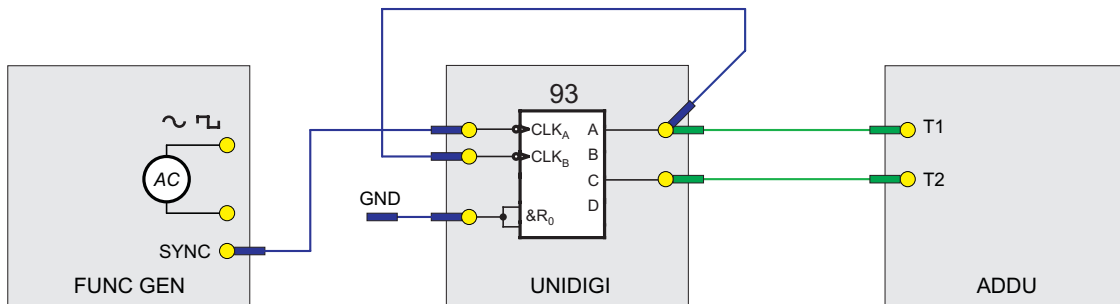 93
CLKA
CLKB
&R0
A
B
C
D
GND
AC
SYNC
T1
T2
FUNC GEN
UNIDIGI
ADDU